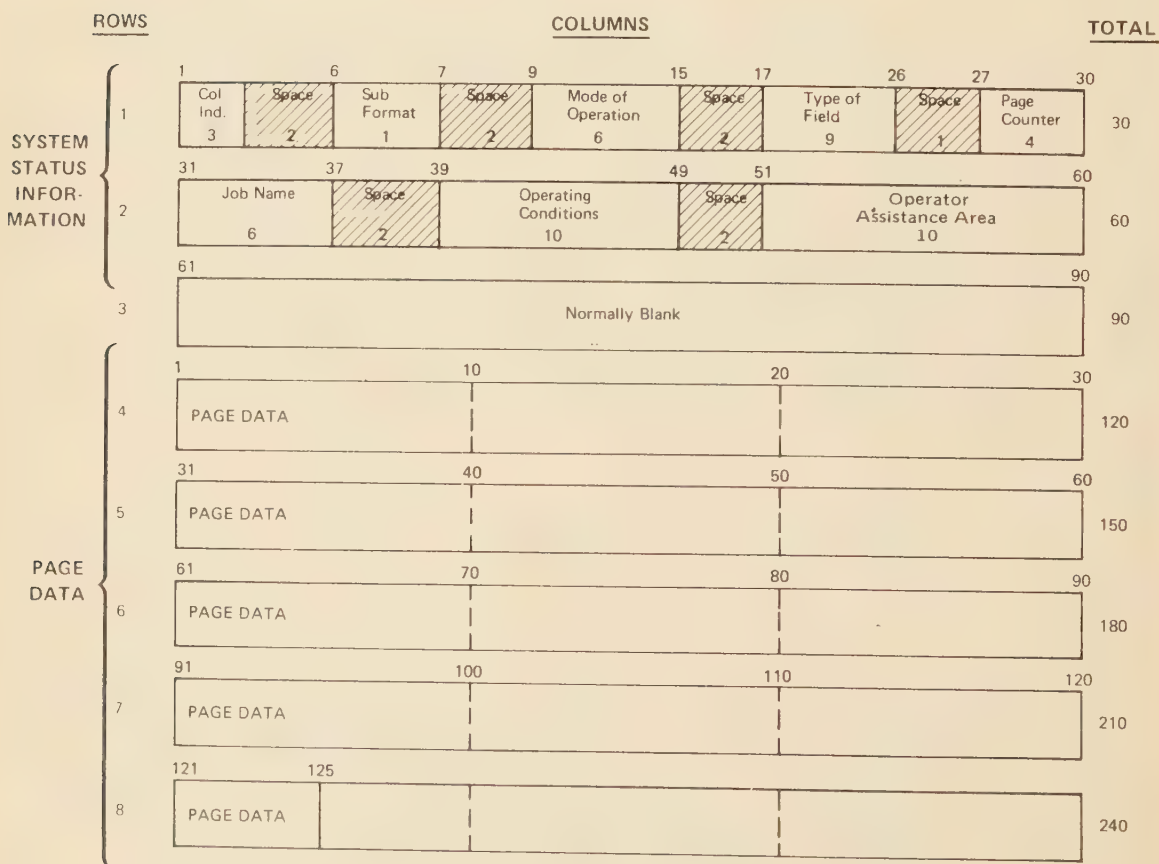 ROWS COLUMNS TOTAL
1 6 7 9 15 17 26 27 30
Col Ind. 3
Space 2
Sub Format 1
Space 2
Mode of Operation 6
Space 2
Type of Field 9
Space 1
Page Counter 4
1 30
SYSTEM
STATUS
INFOR-
MATION
31 37 39 49 51 60
Job Name 6
Space 2
Operating Conditions 10
Space 2
Operator Assistance Area 10
2 60
61 90
3 Normally Blank 90
1 10 20 30
4 PAGE DATA 120
31 40 50 60
5 PAGE DATA 150
PAGE
DATA
61 70 80 90
6 PAGE DATA 180
91 100 110 120
7 PAGE DATA 210
121 125
8 PAGE DATA 240